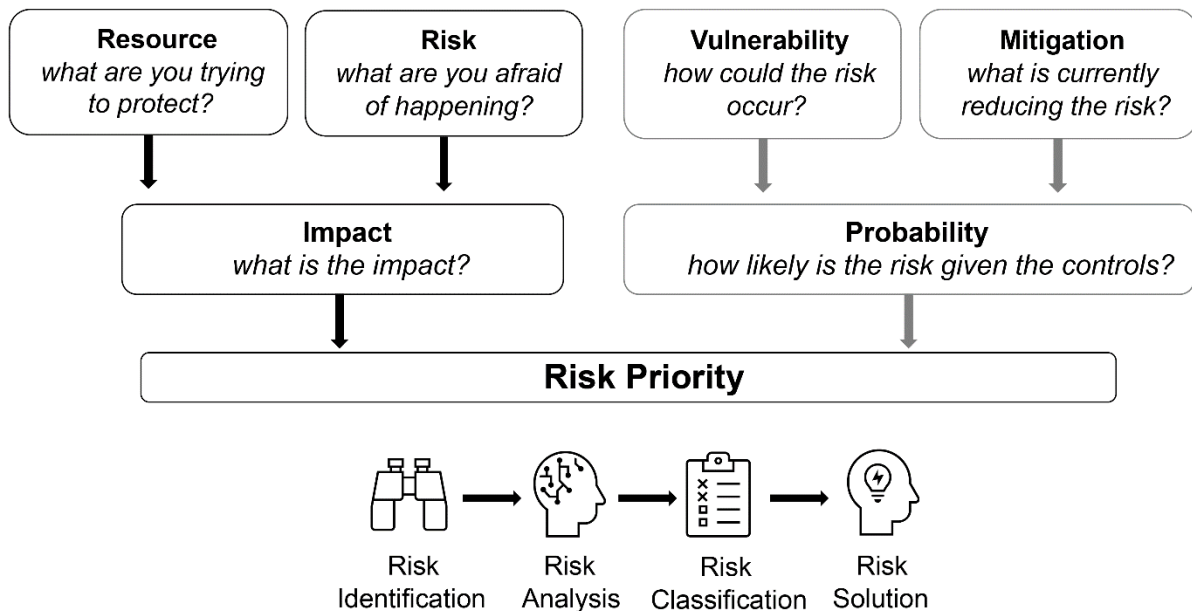 Resource
what are you trying
to protect?
Risk
what are you afraid
of happening?
Vulnerability
how could the risk
occur?
Mitigation
what is currently
reducing the risk?
Impact
what is the impact?
Probability
how likely is the risk given the controls?
Risk Priority
Risk
Identification
Risk
Analysis
Risk
Classification
Risk
Solution